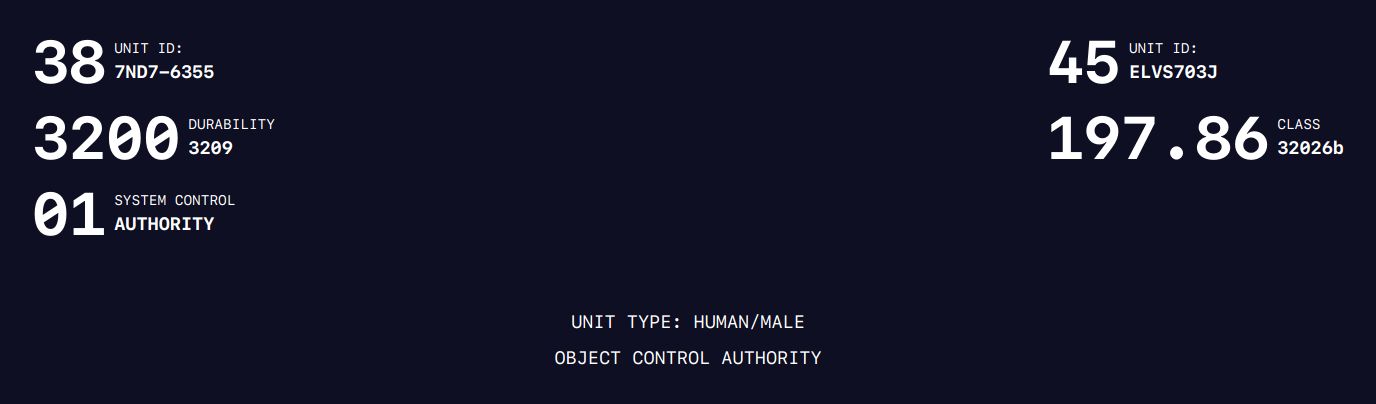 38 UNIT ID:
7ND7-6355
3200 DURABILITY
3209
01 SYSTEM CONTROL
AUTHORITY
45 UNIT ID:
ELVS703J
197.86 CLASS
32026b
UNIT TYPE: HUMAN/MALE
OBJECT CONTROL AUTHORITY